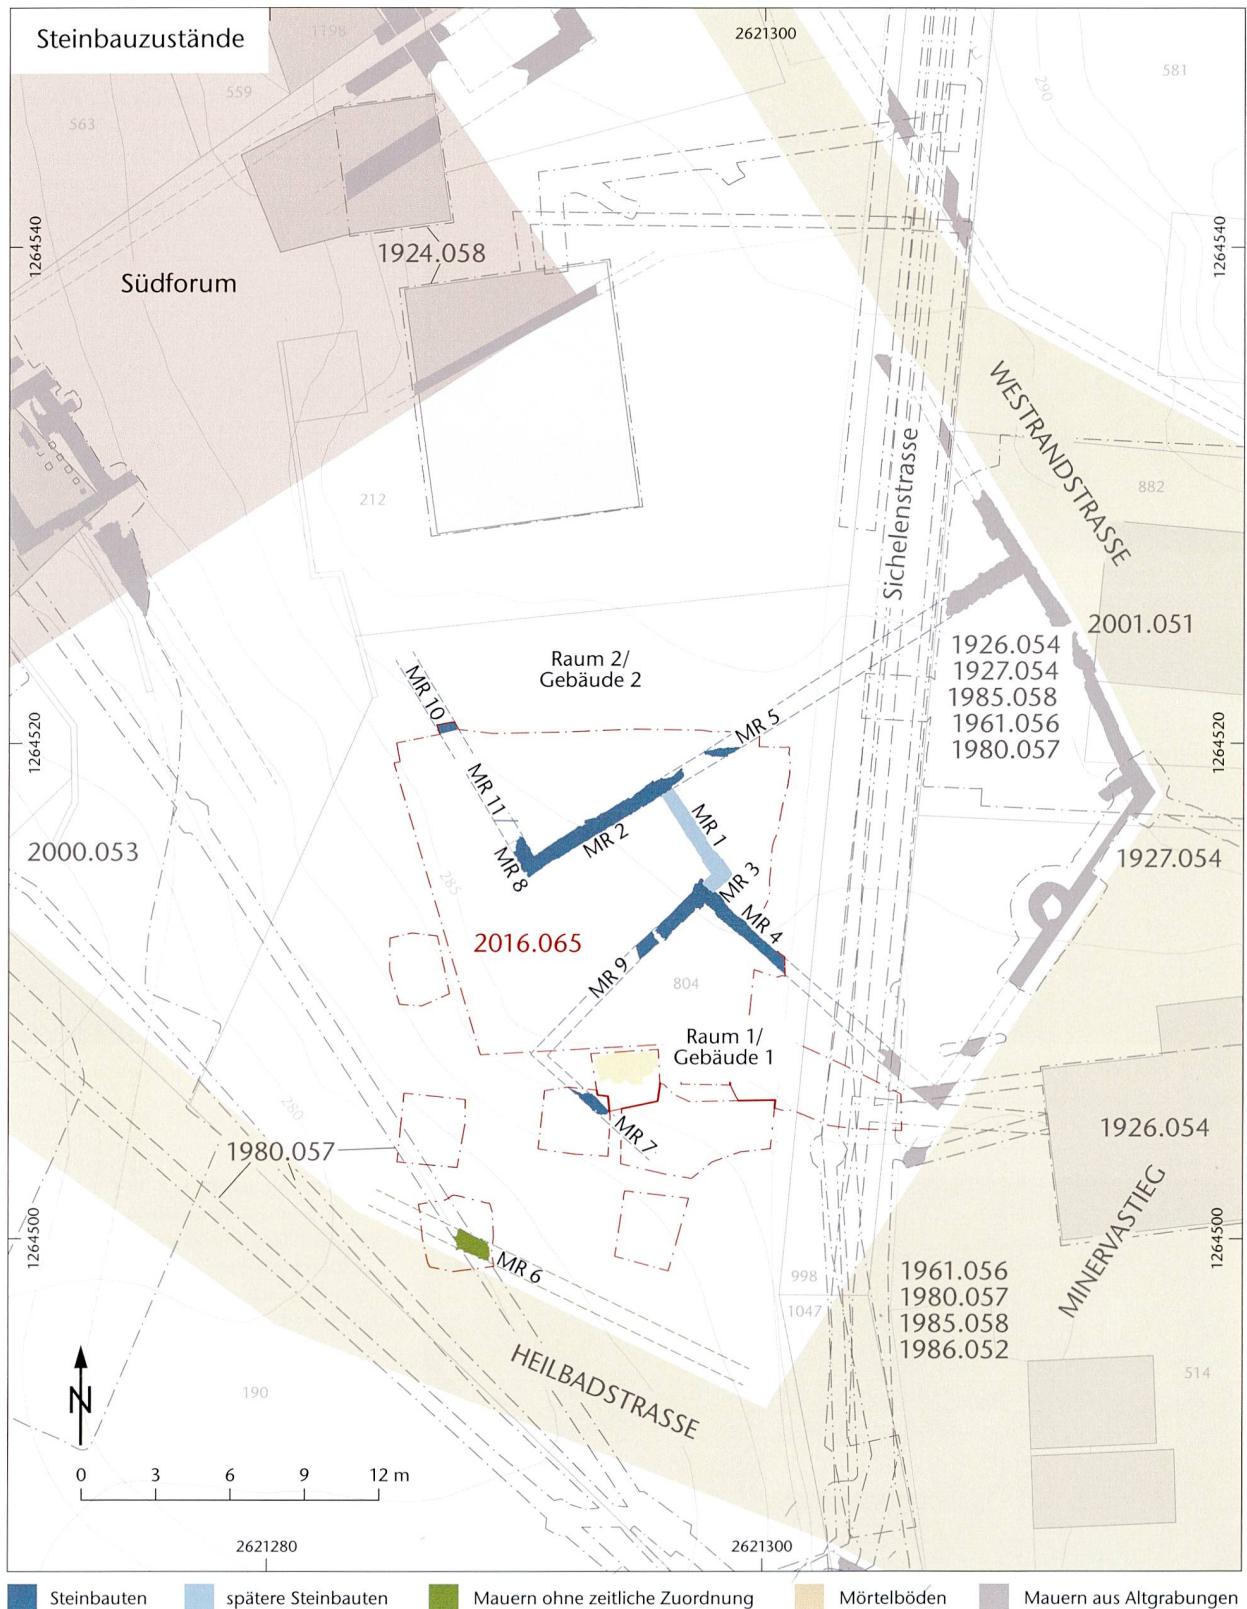 Steinbauzustände
2621300
1198
559
563
581
290
1264540
1264540
1924.058
Südforum
WESTRANDSTRASSE
Sichelenstrasse
212
882
2001.051
1926.054
1927.054
1985.058
1961.056
1980.057
Raum 2/
Gebäude 2
MR 10
MR 5
1264520
1264520
MR 11
MR 2
MR 1
MR 8
MR 3
MR 4
2000.053
1927.054
285
2016.065
MR 9
804
Raum 1/
Gebäude 1
280
1980.057
MR 7
1926.054
1264500
1264500
MR 6
MINERVASTIEG
998
1047
1961.056
1980.057
1985.058
1986.052
HEILBADSTRASSE
190
514
N
0 3 6 9 12 m
2621280
2621300
Steinbauten
spätere Steinbauten
Mauern ohne zeitliche Zuordnung
Mörtelböden
Mauern aus Altgrabungen